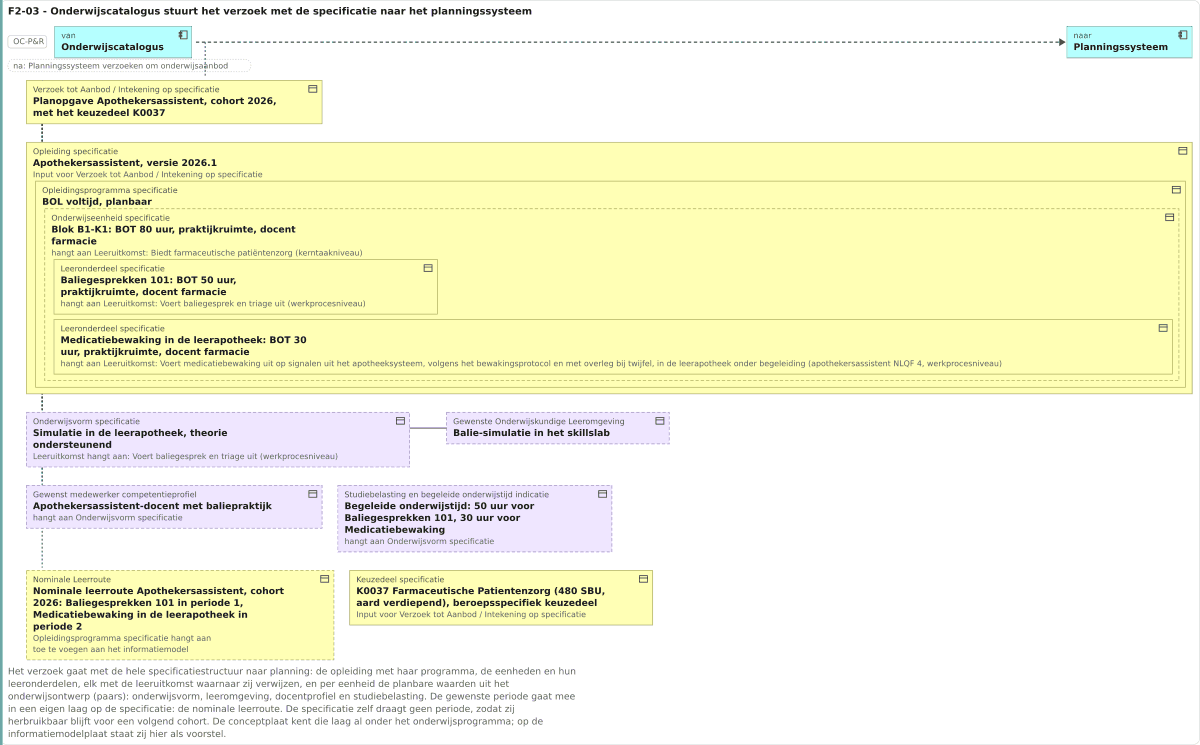 F2-03 - Onderwijscatalogus stuurt het verzoek met de specificatie naar het planningssysteem
OC-P&R
van
Onderwijscatalogus
naar
Planningssysteem
na: Planningssysteem verzoeken om onderwijsaanbod
Verzoek tot Aanbod / Intekening op specificatie
Planopgave Apothekersassistent, cohort 2026,
met het keuzedeel K0037
Opleiding specificatie
Apothekersassistent, versie 2026.1
Input voor Verzoek tot Aanbod / Intekening op specificatie
Opleidingsprogramma specificatie
BOL voltijd, planbaar
Onderwijseenheid specificatie
Blok B1-K1: BOT 80 uur, praktijkruimte, docent
farmacie
hangt aan Leeruitkomst: Biedt farmaceutische patiëntenzorg (kerntaakniveau)
Leeronderdeel specificatie
Baliegesprekken 101: BOT 50 uur,
praktijkruimte, docent farmacie
hangt aan Leeruitkomst: Voert baliegesprek en triage uit (werkprocesniveau)
Leeronderdeel specificatie
Medicatiebewaking in de leerapotheek: BOT 30
uur, praktijkruimte, docent farmacie
hangt aan Leeruitkomst: Voert medicatiebewaking uit op signalen uit het apotheeksysteem, volgens het bewakingsprotocol en met overleg bij twijfel, in de leerapotheek onder begeleiding (apothekersassistent NLQF 4, werkprocesniveau)
Onderwijsvorm specificatie
Simulatie in de leerapotheek, theorie
ondersteunend
Leeruitkomst hangt aan: Voert baliegesprek en triage uit (werkprocesniveau)
Gewenste Onderwijskundige Leeromgeving
Balie-simulatie in het skillslab
Gewenst medewerker competentieprofiel
Apothekersassistent-docent met baliepraktijk
hangt aan Onderwijsvorm specificatie
Studiebelasting en begeleide onderwijstijd indicatie
Begeleide onderwijstijd: 50 uur voor
Baliegesprekken 101, 30 uur voor
Medicatiebewaking
hangt aan Onderwijsvorm specificatie
Nominale Leerroute
Nominale leerroute Apothekersassistent, cohort
2026: Baliegesprekken 101 in periode 1,
Medicatiebewaking in de leerapotheek in
periode 2
Opleidingsprogramma specificatie hangt aan
toe te voegen aan het informatiemodel
Keuzedeel specificatie
K0037 Farmaceutische Patientenzorg (480 SBU,
aard verdiepend), beroepsspecifiek keuzedeel
Input voor Verzoek tot Aanbod / Intekening op specificatie
Het verzoek gaat met de hele specificatiestructuur naar planning: de opleiding met haar programma, de eenheden en hun
leeronderdelen, elk met de leeruitkomst waarnaar zij verwijzen, en per eenheid de planbare waarden uit het
onderwijsontwerp (paars): onderwijsvorm, leeromgeving, docentprofiel en studiebelasting. De gewenste periode gaat mee
in een eigen laag op de specificatie: de nominale leerroute. De specificatie zelf draagt geen periode, zodat zij
herbruikbaar blijft voor een volgend cohort. De conceptplaat kent die laag al onder het onderwijsprogramma; op de
informatiemodelplaat staat zij hier als voorstel.